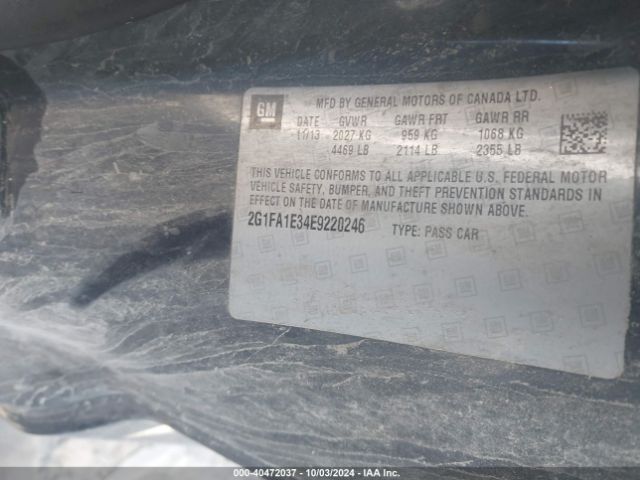 GM
MFD BY GENERAL MOTORS OF CANADA LTD.
DATE GVWR GAWR FRT GAWR RR
11/13 2027 KG 959 KG 1068 KG
4469 LB 2114 LB 2355 LB
THIS VEHICLE CONFORMS TO ALL APPLICABLE U.S. FEDERAL MOTOR
VEHICLE SAFETY, BUMPER, AND THEFT PREVENTION STANDARDS IN
EFFECT ON THE DATE OF MANUFACTURE SHOWN ABOVE.
2G1FA1E34E9220246 TYPE: PASS CAR
000-40472037 - 10/03/2024 - IAA Inc.